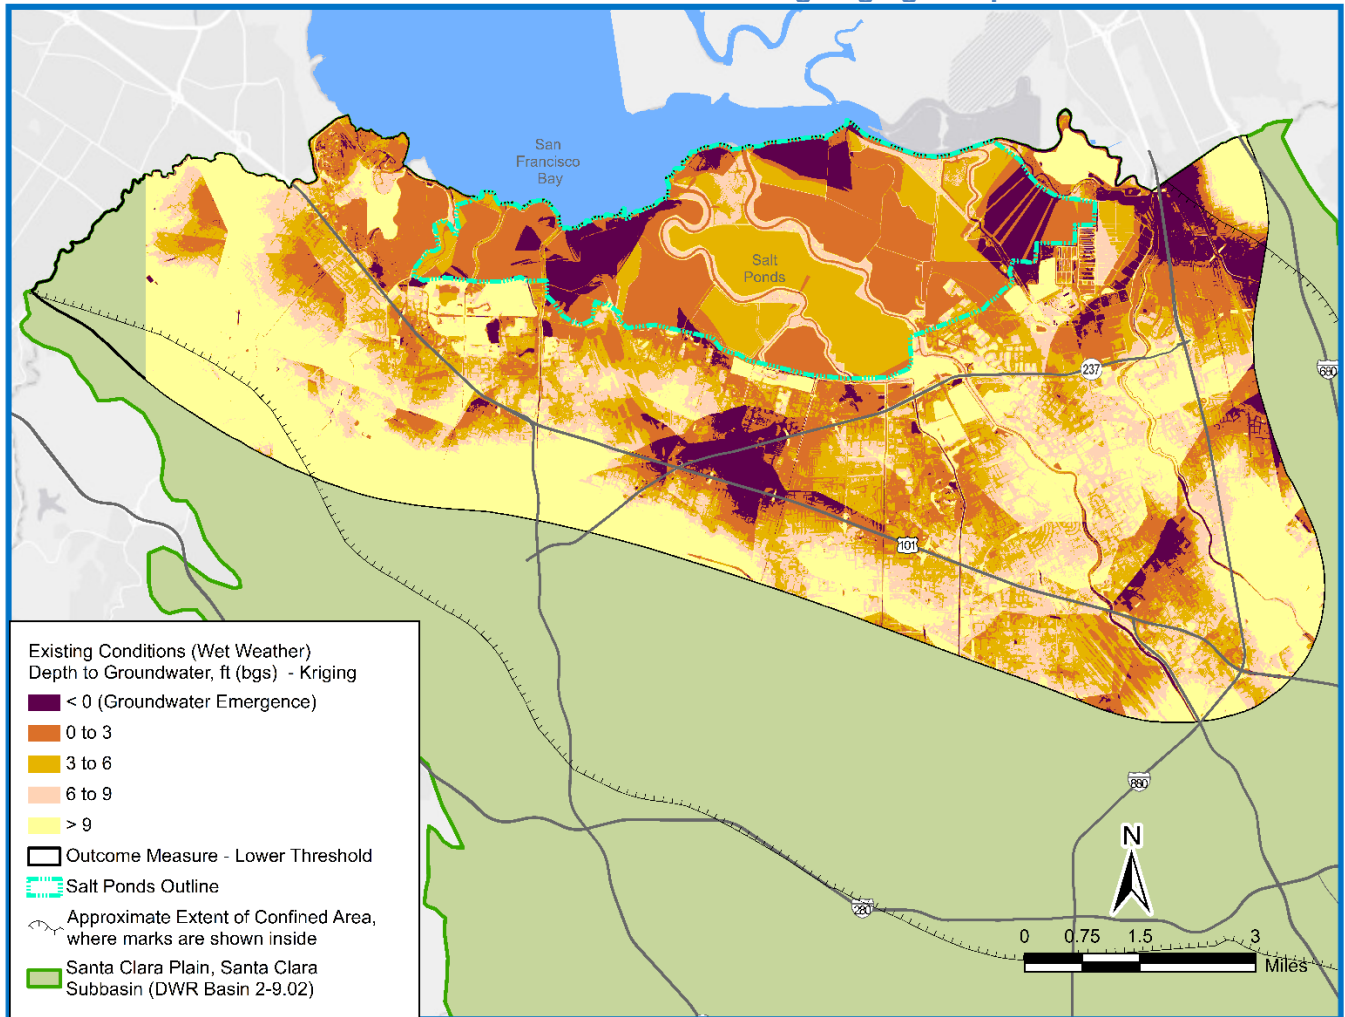 San
Francisco
Bay
Salt
Ponds
237
680
101
880
280
Existing Conditions (Wet Weather)
Depth to Groundwater, ft (bgs) - Kriging
< 0 (Groundwater Emergence)
0 to 3
3 to 6
6 to 9
> 9
Outcome Measure - Lower Threshold
Salt Ponds Outline
Approximate Extent of Confined Area,
where marks are shown inside
Santa Clara Plain, Santa Clara
Subbasin (DWR Basin 2-9.02)
N
0 0.75 1.5 3
Miles